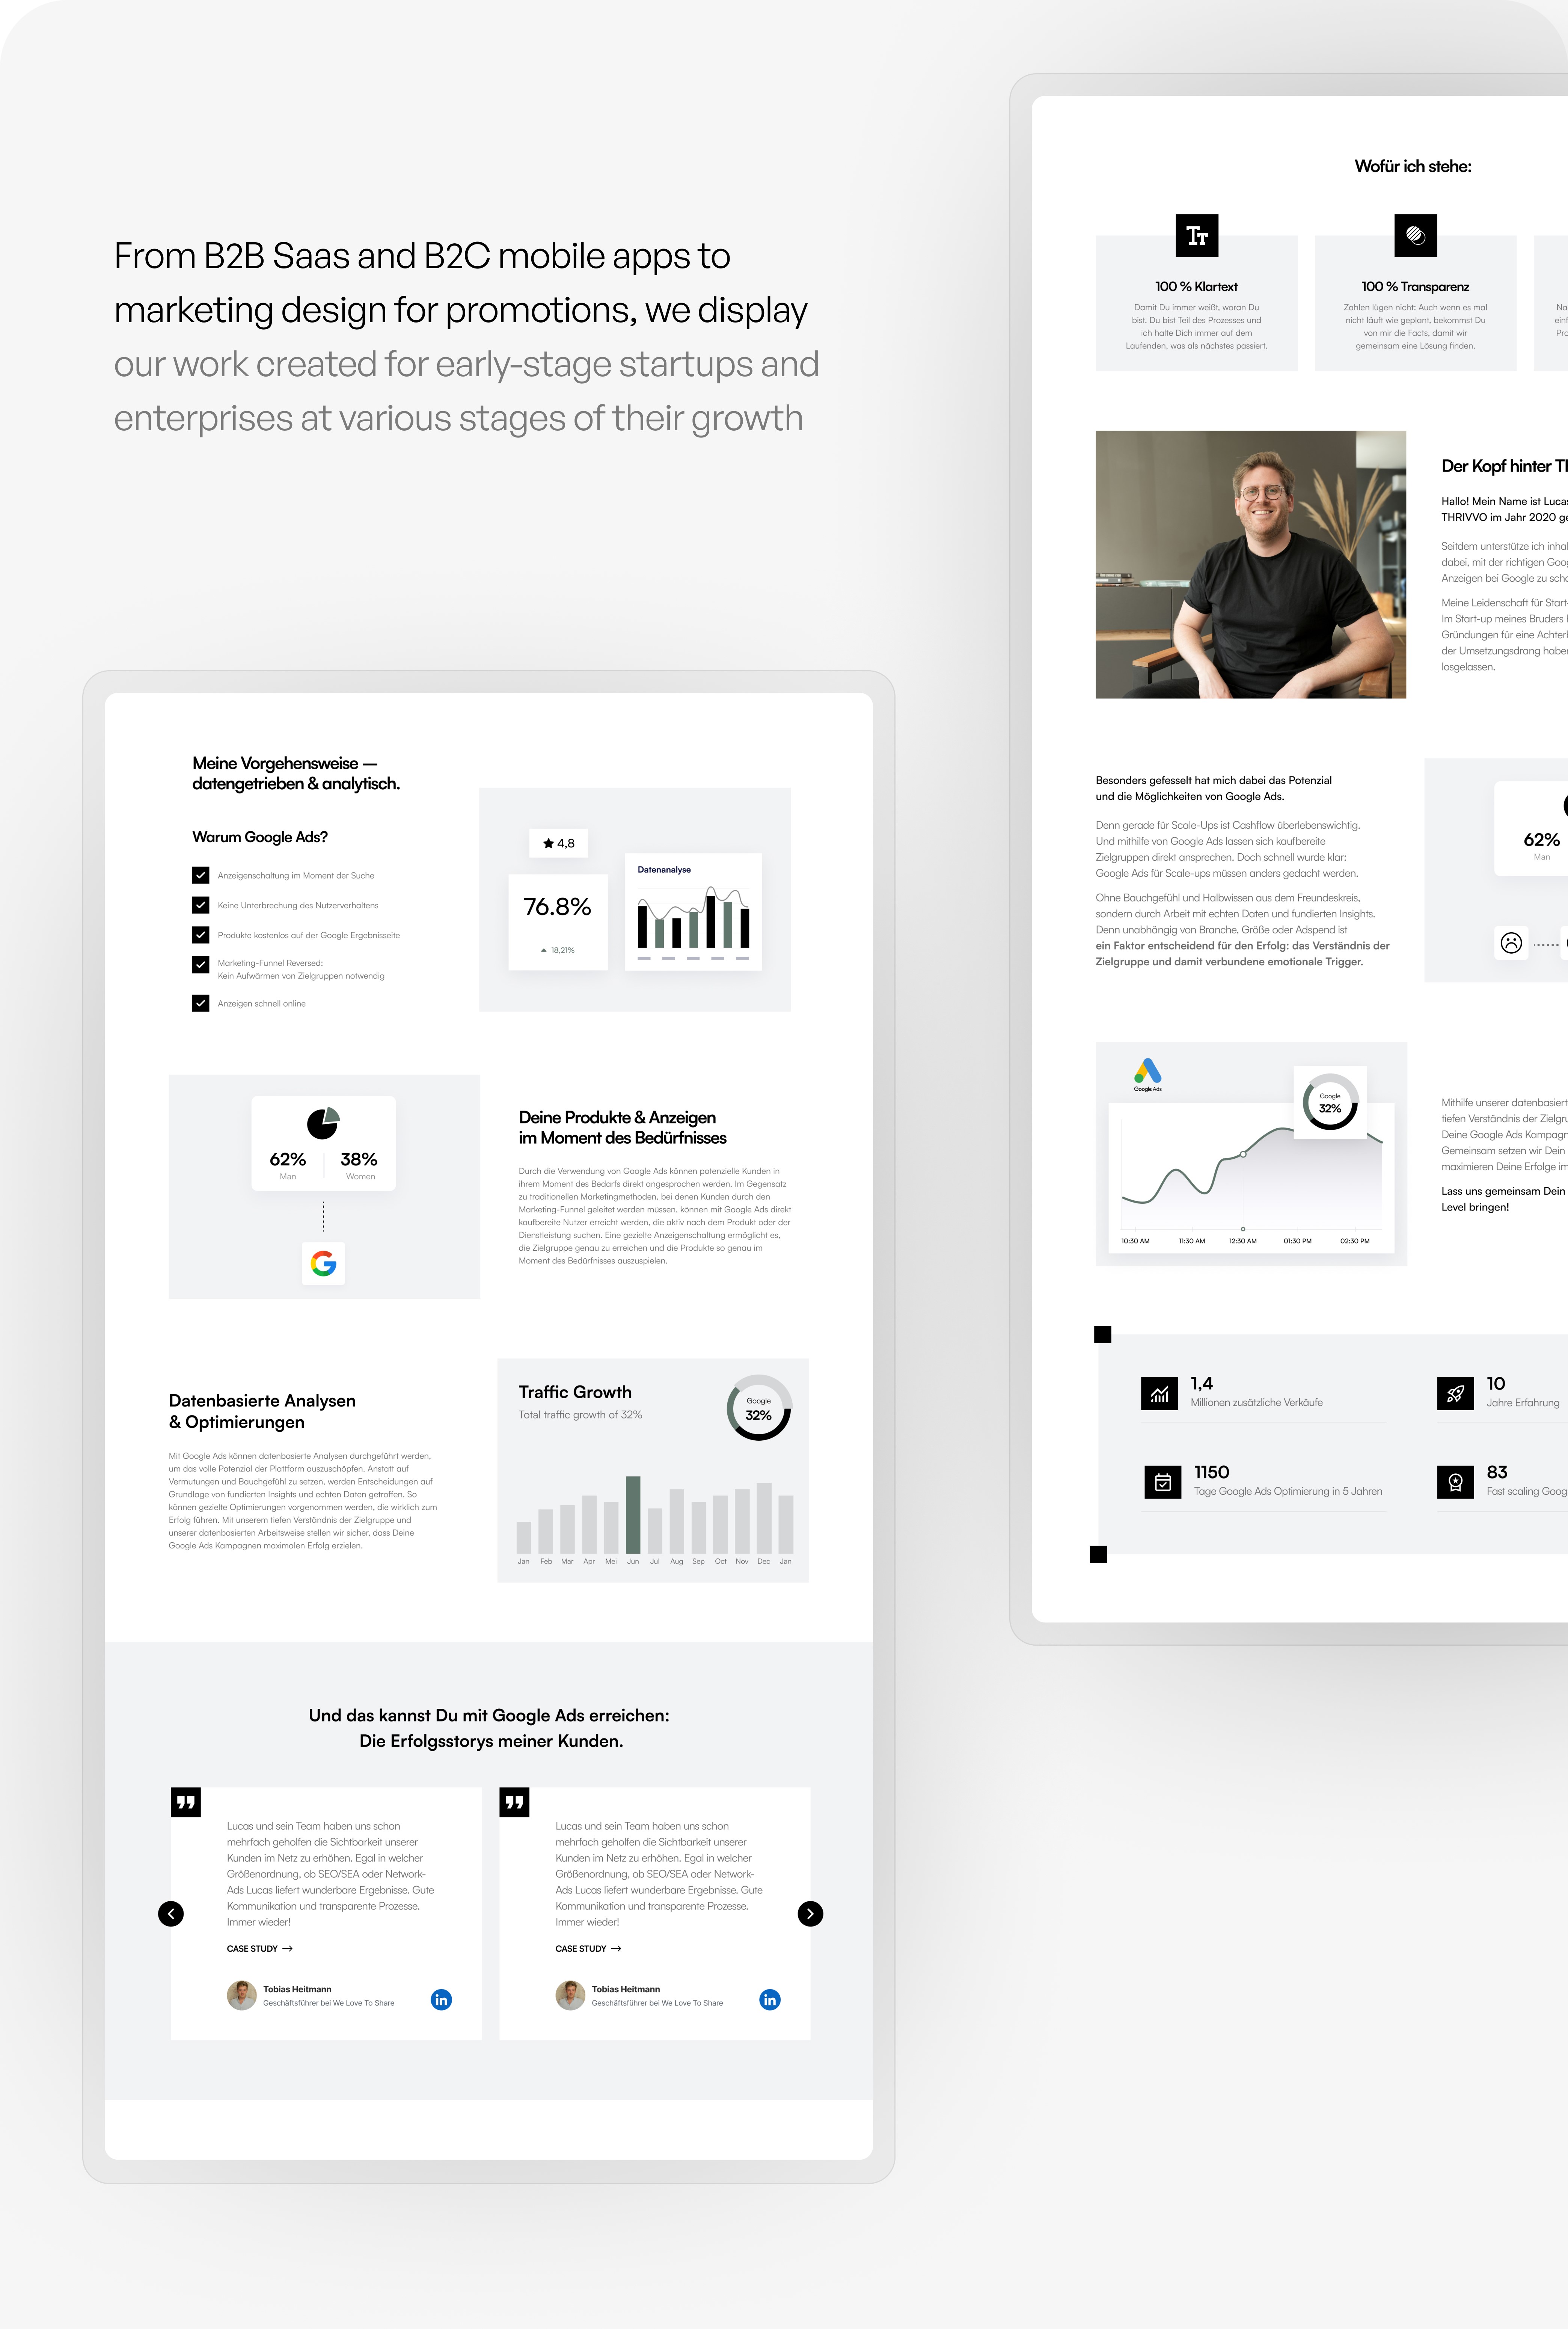 From B2B Saas and B2C mobile apps to
marketing design for promotions, we display
our work created for early-stage startups and
enterprises at various stages of their growth
Meine Vorgehensweise –
datengetrieben & analytisch.
Warum Google Ads?
Anzeigenschaltung im Moment der Suche
Keine Unterbrechung des Nutzerverhaltens
Produkte kostenlos auf der Google Ergebnisseite
Marketing-Funnel Reversed:
Kein Aufwärmen von Zielgruppen notwendig
Anzeigen schnell online
4,8
76.8%
18,21%
Datenanalyse
62%
Man
38%
Women
Deine Produkte & Anzeigen
im Moment des Bedürfnisses
Durch die Verwendung von Google Ads können potenzielle Kunden in
ihrem Moment des Bedarfs direkt angesprochen werden. Im Gegensatz
zu traditionellen Marketingmethoden, bei denen Kunden durch den
Marketing-Funnel geleitet werden müssen, können mit Google Ads direkt
kaufbereite Nutzer erreicht werden, die aktiv nach dem Produkt oder der
Dienstleistung suchen. Eine gezielte Anzeigenschaltung ermöglicht es,
die Zielgruppe genau zu erreichen und die Produkte so genau im
Moment des Bedürfnisses auszuspielen.
Datenbasierte Analysen
& Optimierungen
Mit Google Ads können datenbasierte Analysen durchgeführt werden,
um das volle Potenzial der Plattform auszuschöpfen. Anstatt auf
Vermutungen und Bauchgefühl zu setzen, werden Entscheidungen auf
Grundlage von fundierten Insights und echten Daten getroffen. So
können gezielte Optimierungen vorgenommen werden, die wirklich zum
Erfolg führen. Mit unserem tiefen Verständnis der Zielgruppe und
unserer datenbasierten Arbeitsweise stellen wir sicher, dass Deine
Google Ads Kampagnen maximalen Erfolg erzielen.
Traffic Growth
Total traffic growth of 32%
Google
32%
Jan Feb Mar Apr Mei Jun Jul Aug Sep Oct Nov Dec Jan
Und das kannst Du mit Google Ads erreichen:
Die Erfolgsstorys meiner Kunden.
Lucas und sein Team haben uns schon
mehrfach geholfen die Sichtbarkeit unserer
Kunden im Netz zu erhöhen. Egal in welcher
Größenordnung, ob SEO/SEA oder Network-
Ads Lucas liefert wunderbare Ergebnisse. Gute
Kommunikation und transparente Prozesse.
Immer wieder!
CASE STUDY
Tobias Heitmann
Geschäftsführer bei We Love To Share
in
Lucas und sein Team haben uns schon
mehrfach geholfen die Sichtbarkeit unserer
Kunden im Netz zu erhöhen. Egal in welcher
Größenordnung, ob SEO/SEA oder Network-
Ads Lucas liefert wunderbare Ergebnisse. Gute
Kommunikation und transparente Prozesse.
Immer wieder!
CASE STUDY
Tobias Heitmann
Geschäftsführer bei We Love To Share
in
Wofür ich stehe:
TT
100 % Klartext
Damit Du immer weißt, woran Du
bist. Du bist Teil des Prozesses und
ich halte Dich immer auf dem
Laufenden, was als nächstes passiert.
100 % Transparenz
Zahlen lügen nicht: Auch wenn es mal
nicht läuft wie geplant, bekommst Du
von mir die Facts, damit wir
gemeinsam eine Lösung finden.
Der Kopf hinter
Hallo! Mein Name ist Lucas
THRIVVO im Jahr 2020
Seitdem unterstütze ich
dabei, mit der richtigen
Anzeigen bei Google zu
Meine Leidenschaft für
Im Start-up meines Bruders
Gründungen für eine
der Umsetzungsdrang
losgelassen.
Besonders gefesselt hat mich dabei das Potenzial
und die Möglichkeiten von Google Ads.
Denn gerade für Scale-Ups ist Cashflow überlebenswichtig.
Und mithilfe von Google Ads lassen sich kaufbereite
Zielgruppen direkt ansprechen. Doch schnell wurde klar:
Google Ads für Scale-ups müssen anders gedacht werden.
Ohne Bauchgefühl und Halbwissen aus dem Freundeskreis,
sondern durch Arbeit mit echten Daten und fundierten Insights.
Denn unabhängig von Branche, Größe oder Adspend ist
ein Faktor entscheidend für den Erfolg: das Verständnis der
Zielgruppe und damit verbundene emotionale Trigger.
62%
Man
Google Ads
Google
32%
10:30 AM 11:30 AM 12:30 AM 01:30 PM 02:30 PM
Mithilfe unserer
tiefen Verständnis der
Deine Google Ads
Gemeinsam setzen wir Dein
maximieren Deine Erfolge
Lass uns gemeinsam Dein
Level bringen!
1,4
Millionen zusätzliche Verkäufe
10
Jahre Erfahrung
1150
Tage Google Ads Optimierung in 5 Jahren
83
Fast scaling